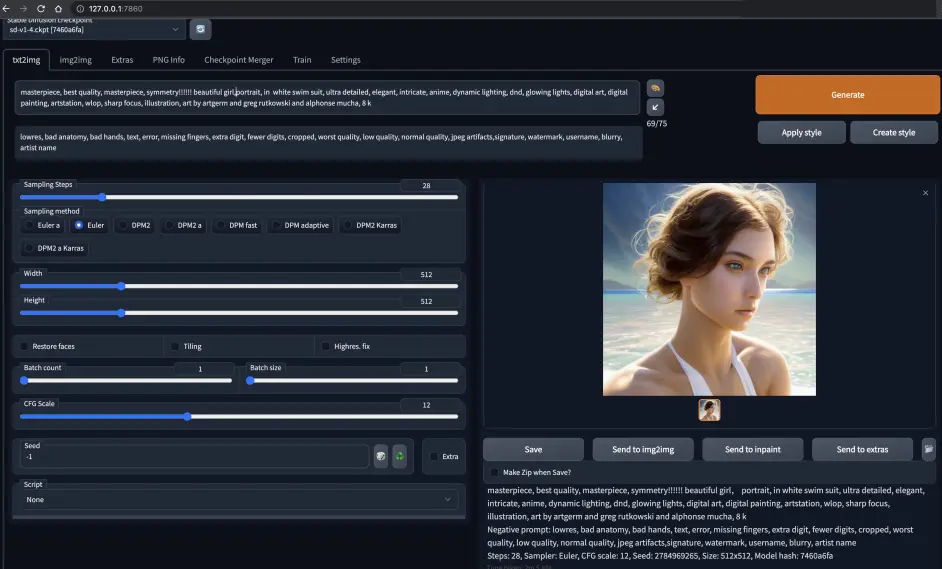 127.0.0.1:7860
Stable Diffusion checkpoint
sd-v1-4.ckpt [7460a6fa]
txt2img img2img Extras PNG Info Checkpoint Merger Train Settings
masterpiece, best quality, masterpiece, symmetry!!!!!! beautiful girl,portrait, in white swim suit, ultra detailed, elegant, intricate, anime, dynamic lighting, dnd, glowing lights, digital art, digital
painting, artstation, wlop, sharp focus, illustration, art by artgerm and greg rutkowski and alphonse mucha, 8 k
69/75
Generate
Apply style Create style
lowres, bad anatomy, bad hands, text, error, missing fingers, extra digit, fewer digits, cropped, worst quality, low quality, normal quality, jpeg artifacts,signature, watermark, username, blurry,
artist name
Sampling Steps 28
Sampling method
Euler a Euler DPM2 DPM2 a DPM fast DPM adaptive DPM2 Karras
DPM2 a Karras
Width 512
Height 512
Restore faces Tiling Highres. fix
Batch count 1 Batch size 1
CFG Scale 12
Seed
-1
Extra
Script
None
Save Send to img2img Send to inpaint Send to extras
Make Zip when Save?
masterpiece, best quality, masterpiece, symmetry!!!!!! beautiful girl, portrait, in white swim suit, ultra detailed, elegant,
intricate, anime, dynamic lighting, dnd, glowing lights, digital art, digital painting, artstation, wlop, sharp focus,
illustration, art by artgerm and greg rutkowski and alphonse mucha, 8 k
Negative prompt: lowres, bad anatomy, bad hands, text, error, missing fingers, extra digit, fewer digits, cropped, worst
quality, low quality, normal quality, jpeg artifacts,signature, watermark, username, blurry, artist name
Steps: 28, Sampler: Euler, CFG scale: 12, Seed: 2784969265, Size: 512x512, Model hash: 7460a6fa